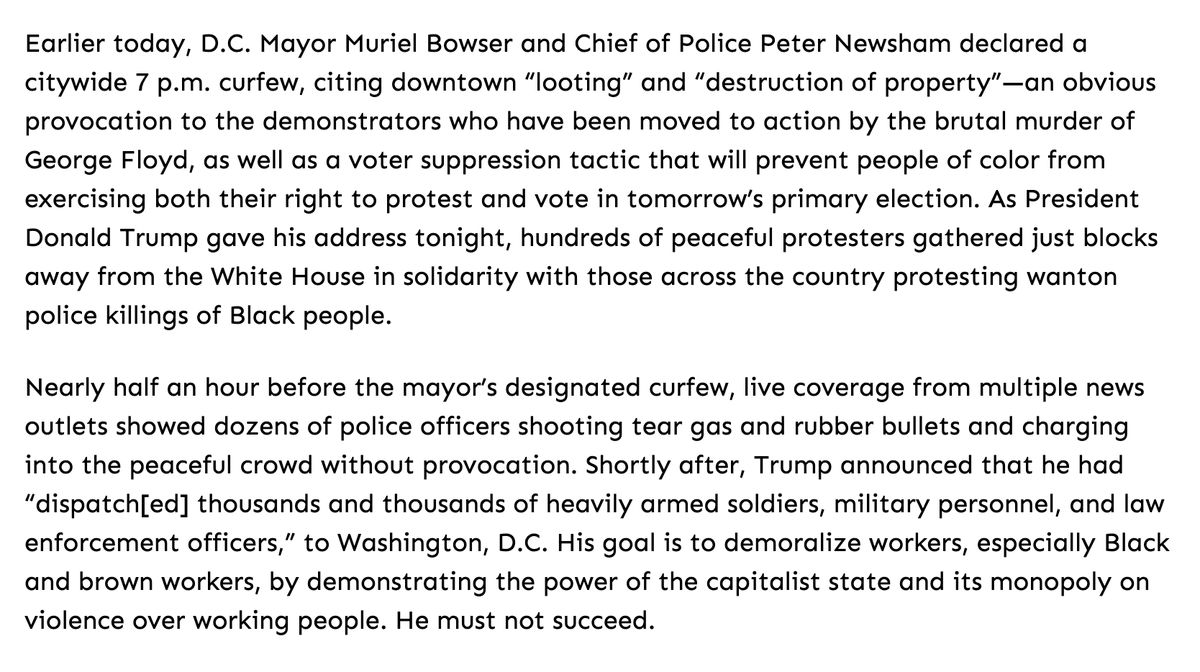 Earlier today, D.C. Mayor Muriel Bowser and Chief of Police Peter Newsham declared a
citywide 7 p.m. curfew, citing downtown “looting” and “destruction of property”—an obvious
provocation to the demonstrators who have been moved to action by the brutal murder of
George Floyd, as well as a voter suppression tactic that will prevent people of color from
exercising both their right to protest and vote in tomorrow’s primary election. As President
Donald Trump gave his address tonight, hundreds of peaceful protesters gathered just blocks
away from the White House in solidarity with those across the country protesting wanton
police killings of Black people.
Nearly half an hour before the mayor’s designated curfew, live coverage from multiple news
outlets showed dozens of police officers shooting tear gas and rubber bullets and charging
into the peaceful crowd without provocation. Shortly after, Trump announced that he had
“dispatch[ed] thousands and thousands of heavily armed soldiers, military personnel, and law
enforcement officers,” to Washington, D.C. His goal is to demoralize workers, especially Black
and brown workers, by demonstrating the power of the capitalist state and its monopoly on
violence over working people. He must not succeed.